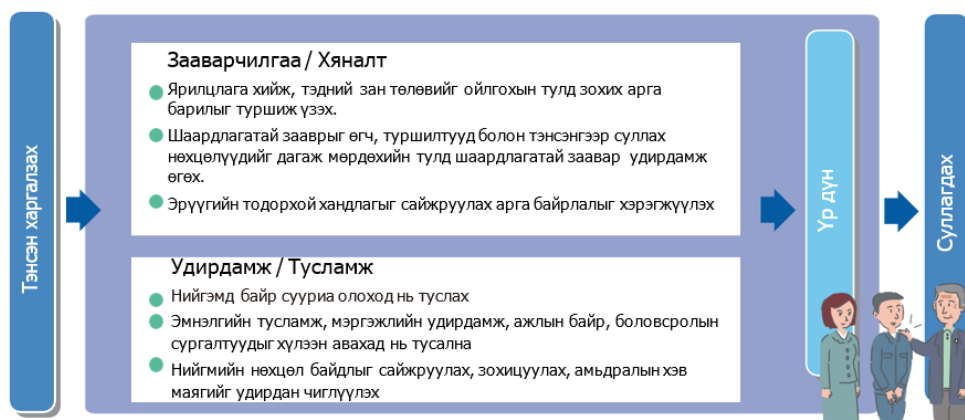 Тэнсэн харгалзах
Зааварчилгаа / Хяналт
Ярилцлага хийж, тэдний зан төлөвийг ойлгохын тулд зохих арга
барилыг туршиж үзэх.
Шаардлагатай заавры​г өгч, туршилтууд болон тэнсэнгээр суллах
нөхцөлүүдийг дагаж мөрдөхийн тулд шаардлагатай заавар удирдамж
өгөх.
Эрүүгийн тодорхой хандлагыг сайжруулах арга байрлалыг хэрэгжүүлэх
Удирдамж / Тусламж
Нийгэмд байр сууриа олоход нь туслах
Эмнэлгийн тусламж, мэргэжлийн удирдамж, ажлын байр, боловсролын
сургалтуудыг хүлээн авахад нь тусална
Нийгмийн нөхцөл байдлыг сайжруулах, зохицуулах, амьдралын хэв
маягийг удирдан чиглүүлэх
Үр дүн
Суллагдах